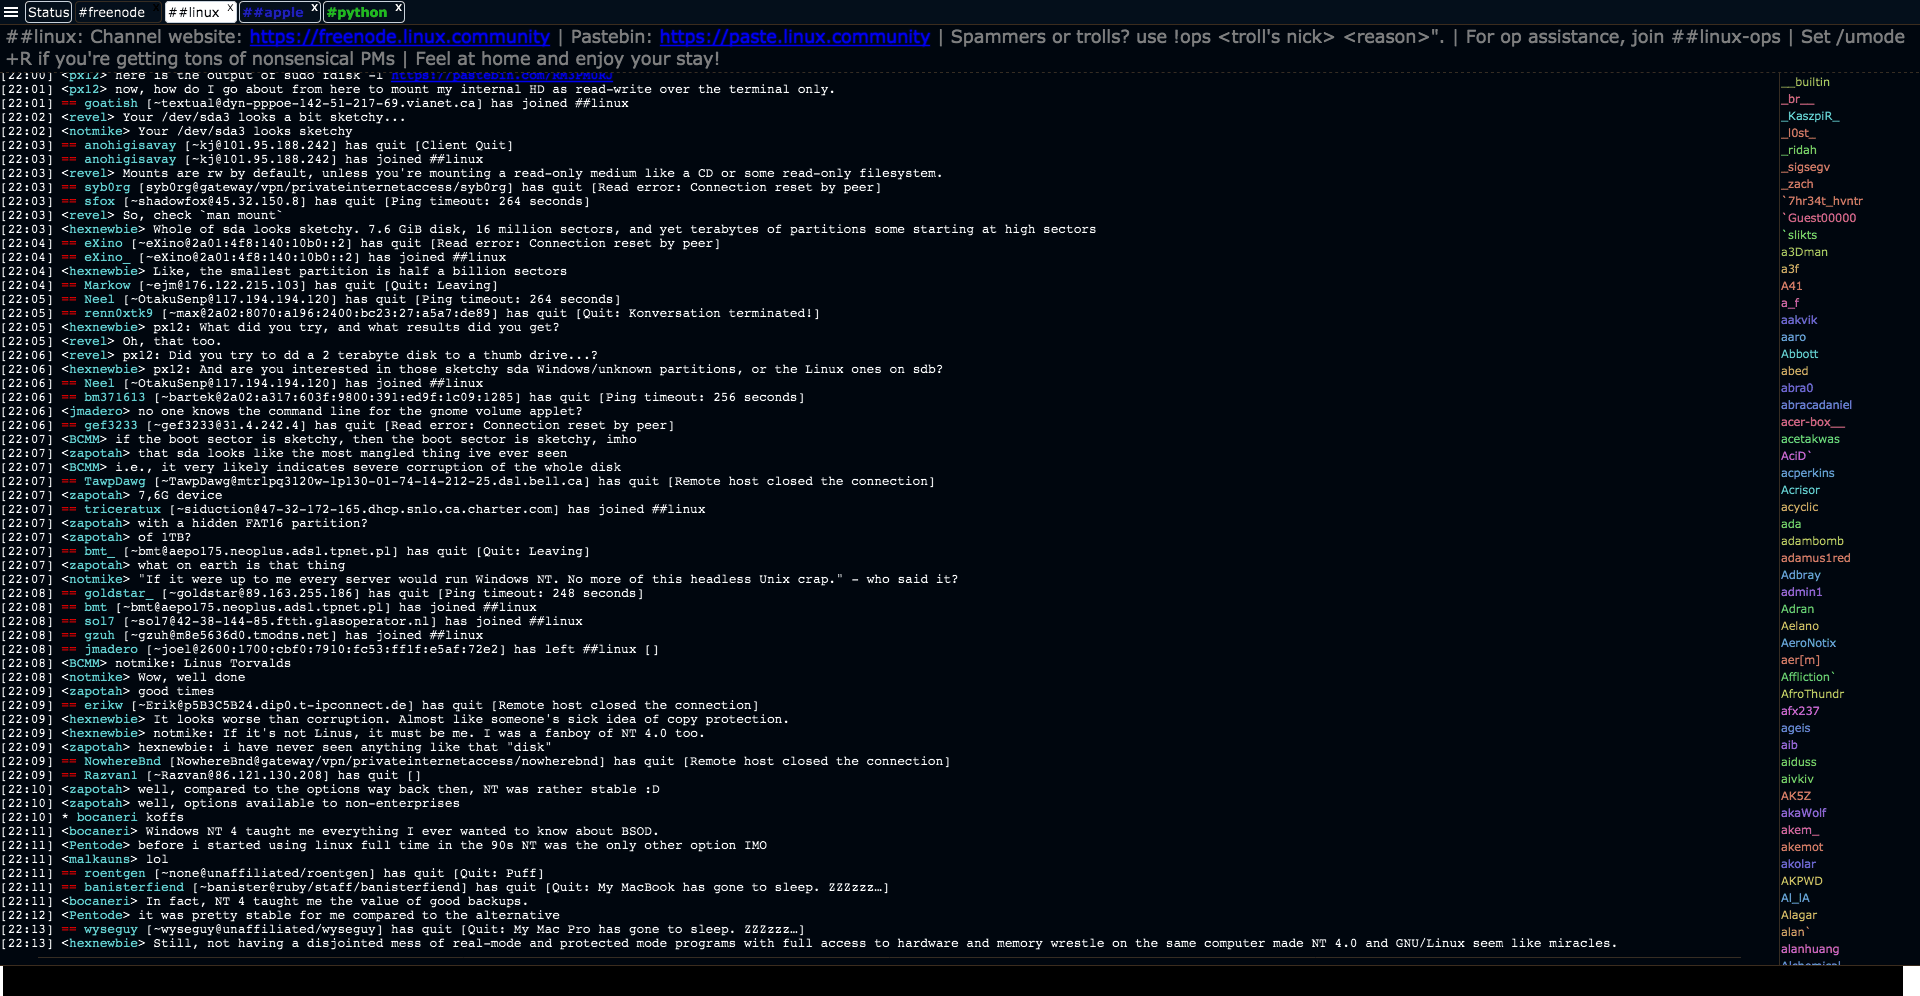 Status #freenode ##linux x ##apple x #python x
##linux: Channel website: https://freenode.linux.community | Pastebin: https://paste.linux.community | Spammers or trolls? use !ops <troll's nick> <reason>". | For op assistance, join ##linux-ops | Set /umode
+R if you're getting tons of nonsensical PMs | Feel at home and enjoy your stay!
[22:00] <px12> here is the output of sudo fdisk -l
[22:01] <px12> now, how do I go about from here to mount my internal HD as read-write over the terminal only.
[22:01] == goatish [~textual@dyn-pppoe-142-51-217-69.vianet.ca] has joined ##linux
[22:02] <revel> Your /dev/sda3 looks a bit sketchy...
[22:02] <notmike> Your /dev/sda3 looks sketchy
[22:03] == anohigisavay [~kj@101.95.188.242] has quit [Client Quit]
[22:03] == anohigisavay [~kj@101.95.188.242] has joined ##linux
[22:03] <revel> Mounts are rw by default, unless you're mounting a read-only medium like a CD or some read-only filesystem.
[22:03] == syb0rg [syb0rg@gateway/vpn/privateinternetaccess/syb0rg] has quit [Read error: Connection reset by peer]
[22:03] == sfox [~shadowfox@45.32.150.8] has quit [Ping timeout: 264 seconds]
[22:03] <revel> So, check `man mount`
[22:03] <hexnewbie> Whole of sda looks sketchy. 7.6 GiB disk, 16 million sectors, and yet terabytes of partitions some starting at high sectors
[22:04] == eXino [~eXino@2a01:4f8:140:10b0::2] has quit [Read error: Connection reset by peer]
[22:04] == eXino_ [~eXino@2a01:4f8:140:10b0::2] has joined ##linux
[22:04] <hexnewbie> Like, the smallest partition is half a billion sectors
[22:04] == Markow [~ejm@176.122.215.103] has quit [Quit: Leaving]
[22:05] == Neel [~OtakuSenp@117.194.194.120] has quit [Ping timeout: 264 seconds]
[22:05] == renn0xtk9 [~max@2a02:8070:a196:2400:bc23:27:a5a7:de89] has quit [Quit: Konversation terminated!]
[22:05] <hexnewbie> px12: What did you try, and what results did you get?
[22:05] <revel> Oh, that too.
[22:06] <revel> px12: Did you try to dd a 2 terabyte disk to a thumb drive...?
[22:06] <hexnewbie> px12: And are you interested in those sketchy sda Windows/unknown partitions, or the Linux ones on sdb?
[22:06] == Neel [~OtakuSenp@117.194.194.120] has joined ##linux
[22:06] == bm371613 [~bartek@2a02:a317:603f:9800:391:ed9f:1c09:1285] has quit [Ping timeout: 256 seconds]
[22:06] <jmadero> no one knows the command line for the gnome volume applet?
[22:06] == gef3233 [~gef3233@31.4.242.4] has quit [Read error: Connection reset by peer]
[22:07] <BCMM> if the boot sector is sketchy, then the boot sector is sketchy, imho
[22:07] <zapotah> that sda looks like the most mangled thing ive ever seen
[22:07] <BCMM> i.e., it very likely indicates severe corruption of the whole disk
[22:07] == TawpDawg [~TawpDawg@mtrlpq3120w-lp130-01-74-14-212-25.dsl.bell.ca] has quit [Remote host closed the connection]
[22:07] <zapotah> 7,6G device
[22:07] == triceratux [~siduction@47-32-172-165.dhcp.snlo.ca.charter.com] has joined ##linux
[22:07] <zapotah> with a hidden FAT16 partition?
[22:07] <zapotah> of 1TB?
[22:07] == bmt_ [~bmt@aepo175.neoplus.adsl.tpnet.pl] has quit [Quit: Leaving]
[22:07] <zapotah> what on earth is that thing
[22:07] <notmike> "If it were up to me every server would run Windows NT. No more of this headless Unix crap." - who said it?
[22:08] == goldstar_ [~goldstar@89.163.255.186] has quit [Ping timeout: 248 seconds]
[22:08] == bmt [~bmt@aepo175.neoplus.adsl.tpnet.pl] has joined ##linux
[22:08] == sol7 [~sol7@42-38-144-85.ftth.glasoperator.nl] has joined ##linux
[22:08] == gzuh [~gzuh@m8e5636d0.tmodns.net] has joined ##linux
[22:08] == jmadero [~joel@2600:1700:cbf0:7910:fc53:ff1f:e5af:72e2] has left ##linux []
[22:08] <BCMM> notmike: Linus Torvalds
[22:08] <notmike> Wow, well done
[22:09] <zapotah> good times
[22:09] == erikw [~Erik@p5B3C5B24.dip0.t-ipconnect.de] has quit [Remote host closed the connection]
[22:09] <hexnewbie> It looks worse than corruption. Almost like someone's sick idea of copy protection.
[22:09] <hexnewbie> notmike: If it's not Linus, it must be me. I was a fanboy of NT 4.0 too.
[22:09] <zapotah> hexnewbie: i have never seen anything like that "disk"
[22:09] == NowhereBnd [NowhereBnd@gateway/vpn/privateinternetaccess/nowherebnd] has quit [Remote host closed the connection]
[22:09] == Razvan1 [~Razvan@86.121.130.208] has quit []
[22:10] <zapotah> well, compared to the options way back then, NT was rather stable :D
[22:10] <zapotah> well, options available to non-enterprises
[22:10] * bocaneri koffs
[22:11] <bocaneri> Windows NT 4 taught me everything I ever wanted to know about BSOD.
[22:11] <Pentode> before i started using linux full time in the 90s NT was the only other option IMO
[22:11] <malkauns> lol
[22:11] == roentgen [~none@unaffiliated/roentgen] has quit [Quit: Puff]
[22:11] == banisterfiend [~banister@ruby/staff/banisterfiend] has quit [Quit: My MacBook has gone to sleep. ZZZzzz…]
[22:11] <bocaneri> In fact, NT 4 taught me the value of good backups.
[22:12] <Pentode> it was pretty stable for me compared to the alternative
[22:13] == wyseguy [~wyseguy@unaffiliated/wyseguy] has quit [Quit: My Mac Pro has gone to sleep. ZZZzzz…]
[22:13] <hexnewbie> Still, not having a disjointed mess of real-mode and protected mode programs with full access to hardware and memory wrestle on the same computer made NT 4.0 and GNU/Linux seem like miracles.
__builtin
_br__
_KaszpiR_
_l0st_
_ridah
_sigsegv
_zach
`7hr34t_hvntr
`Guest00000
`slikts
a3Dman
a3f
A41
a_f
aakvik
aaro
Abbott
abed
abra0
abracadaniel
acer-box__
acetakwas
AciD`
acperkins
Acrisor
acyclic
ada
adambomb
adamus1red
Adbray
admin1
Adran
Aelano
AeroNotix
aer[m]
Affliction`
AfroThundr
afx237
ageis
aib
aiduss
aivkiv
AK5Z
akaWolf
akem_
akemot
akolar
AKPWD
Al_lA
Alagar
alan`
alanhuang
Alchemical